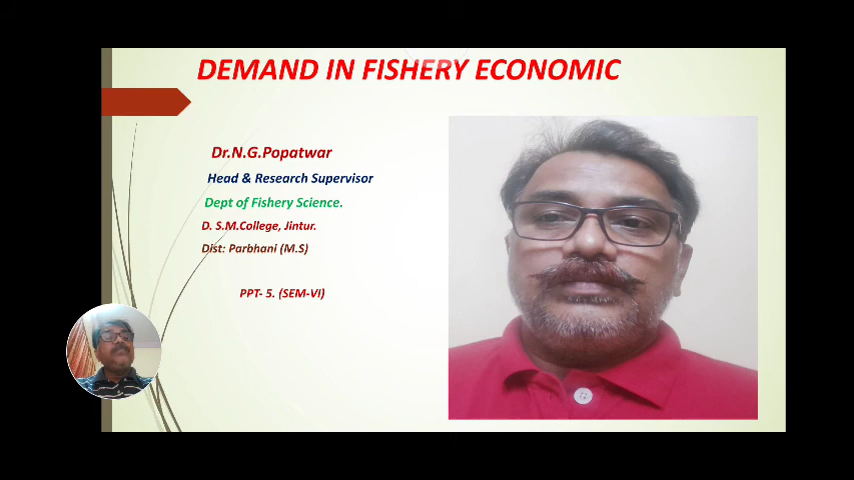 DEMAND IN FISHERY ECONOMIC
Dr.N.G.Popatwar
Head & Research Supervisor
Dept of Fishery Science.
D. S.M.College, Jintur.
Dist: Parbhani (M.S)
PPT- 5. (SEM-VI)